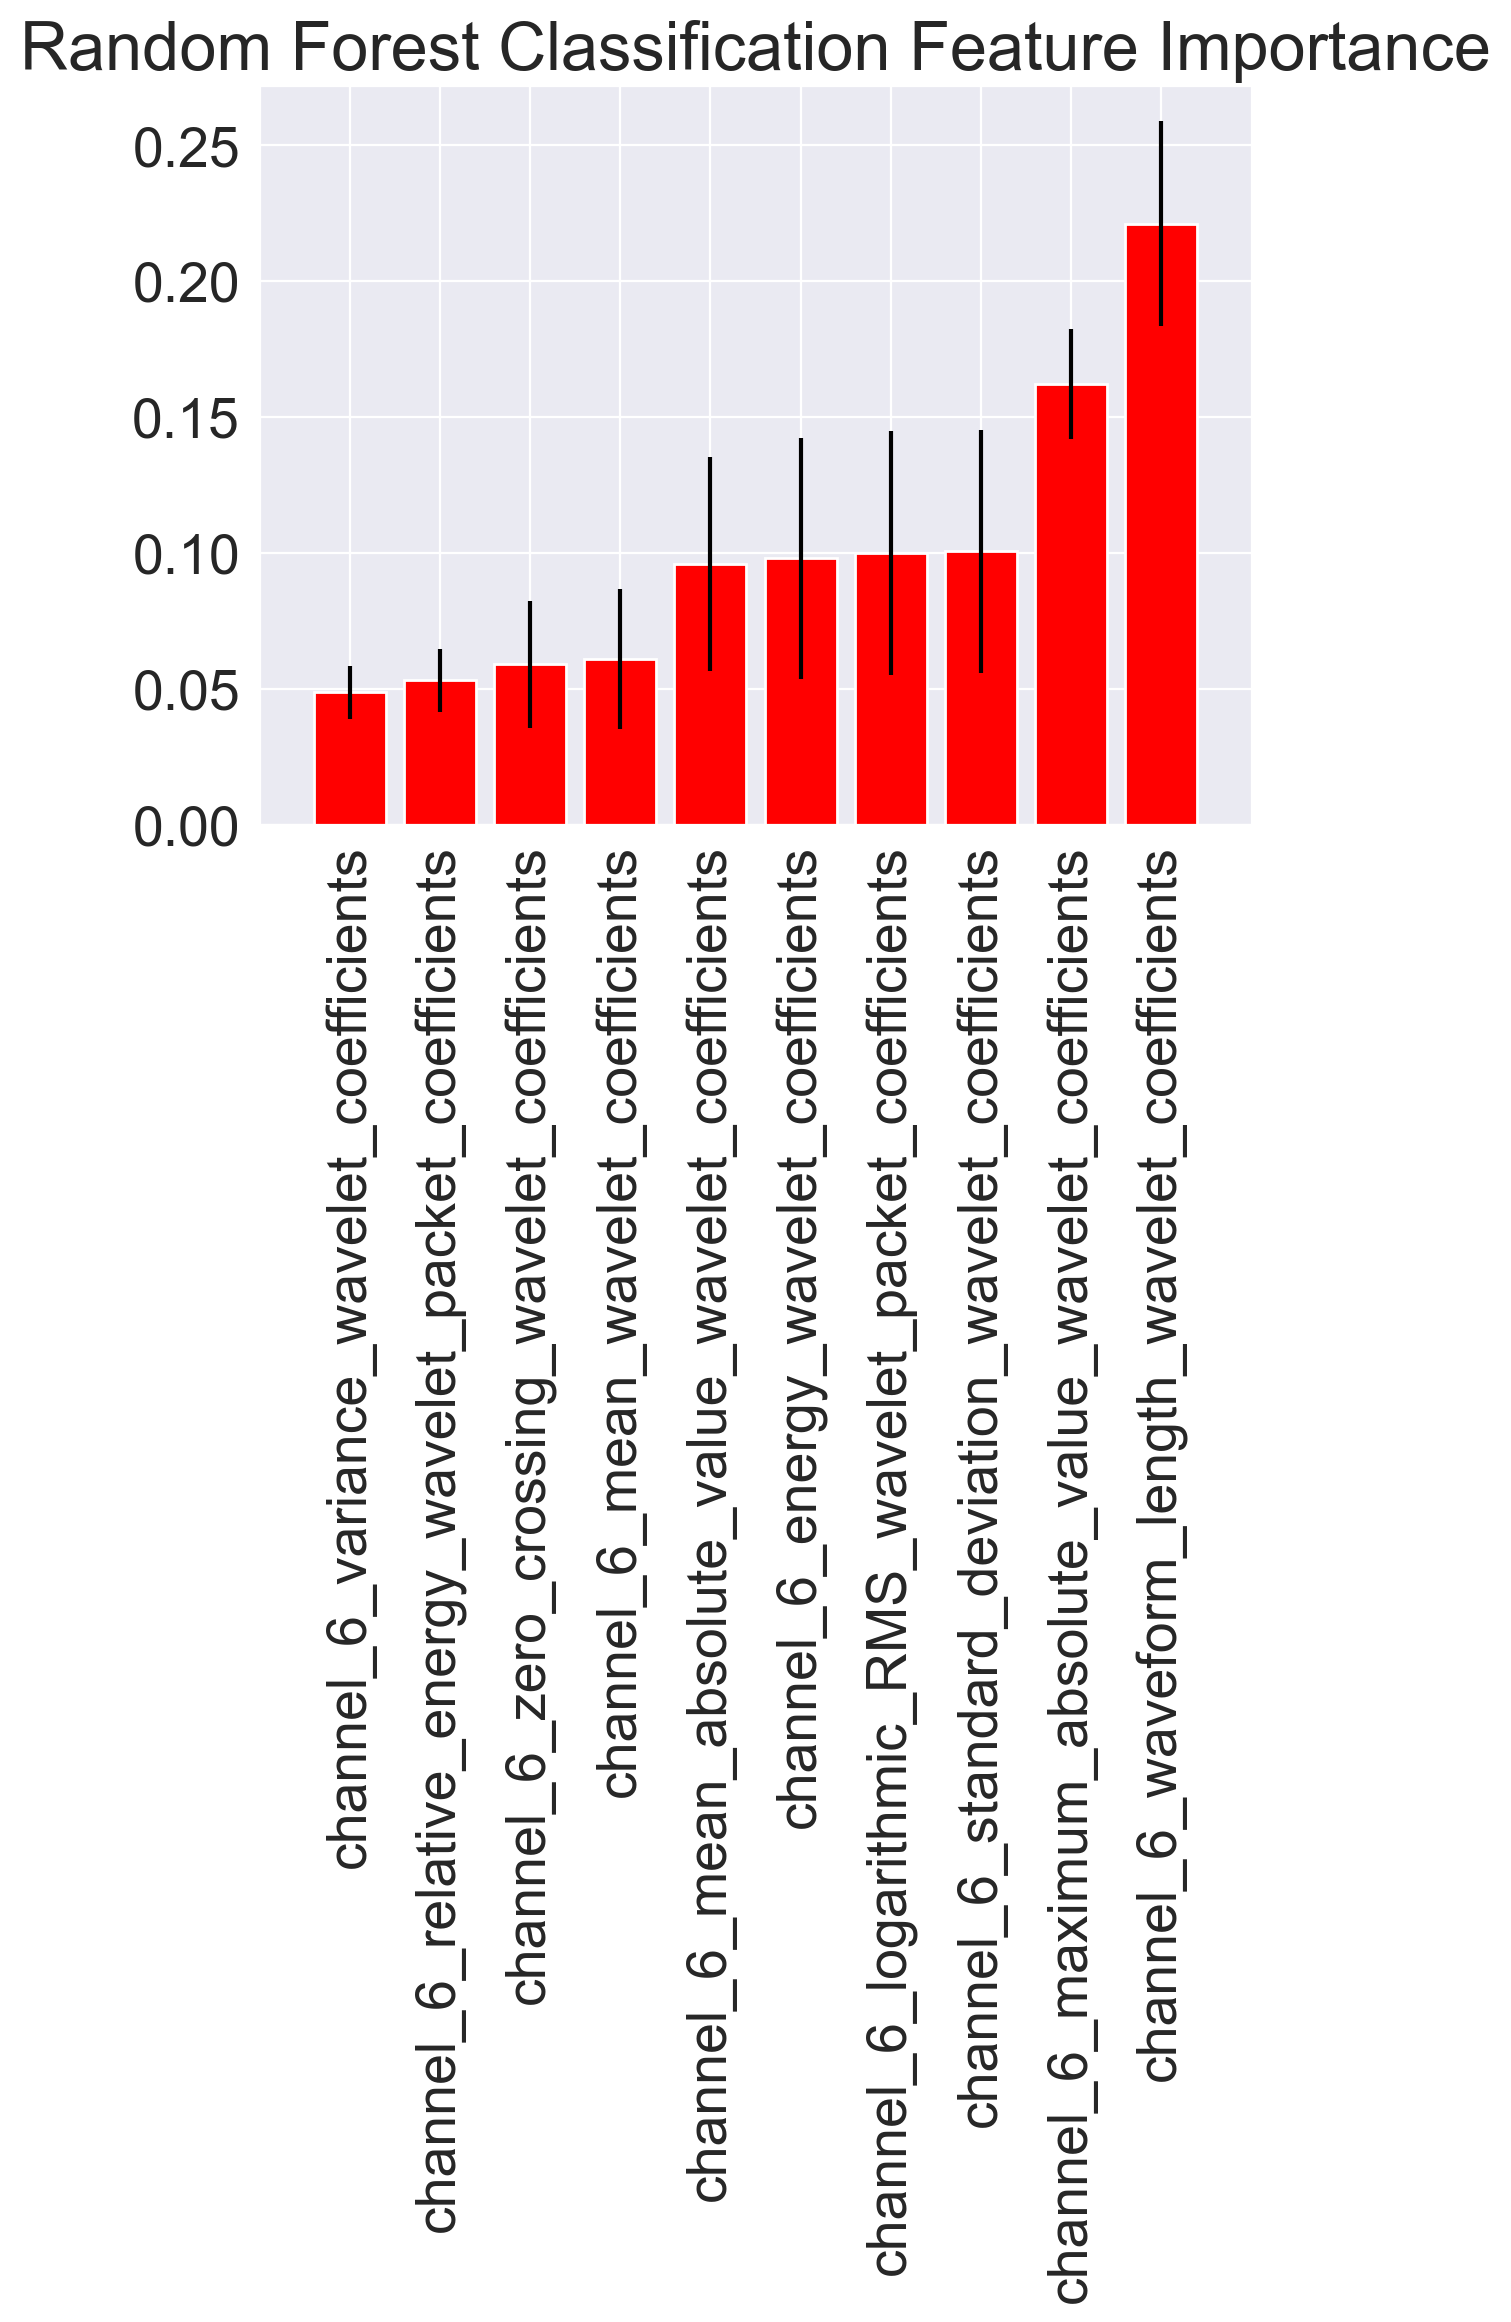 Random Forest Classification Feature Importance
0.25
0.20
0.15
0.10
0.05
0.00
channel_6_variance_wavelet_coefficients
channel_6_relative_energy_wavelet_packet_coefficients
channel_6_zero_crossing_wavelet_coefficients
channel_6_mean_wavelet_coefficients
channel_6_mean_absolute_value_wavelet_coefficients
channel_6_energy_wavelet_coefficients
channel_6_logarithmic_RMS_wavelet_packet_coefficients
channel_6_standard_deviation_wavelet_coefficients
channel_6_maximum_absolute_value_wavelet_coefficients
channel_6_waveform_length_wavelet_coefficients